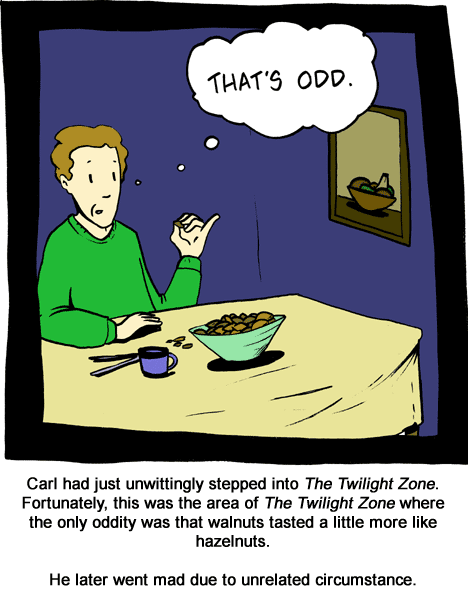 THAT'S ODD.
Carl had just unwittingly stepped into The Twilight Zone.
Fortunately, this was the area of The Twilight Zone where
the only oddity was that walnuts tasted a little more like
hazelnuts.
He later went mad due to unrelated circumstance.